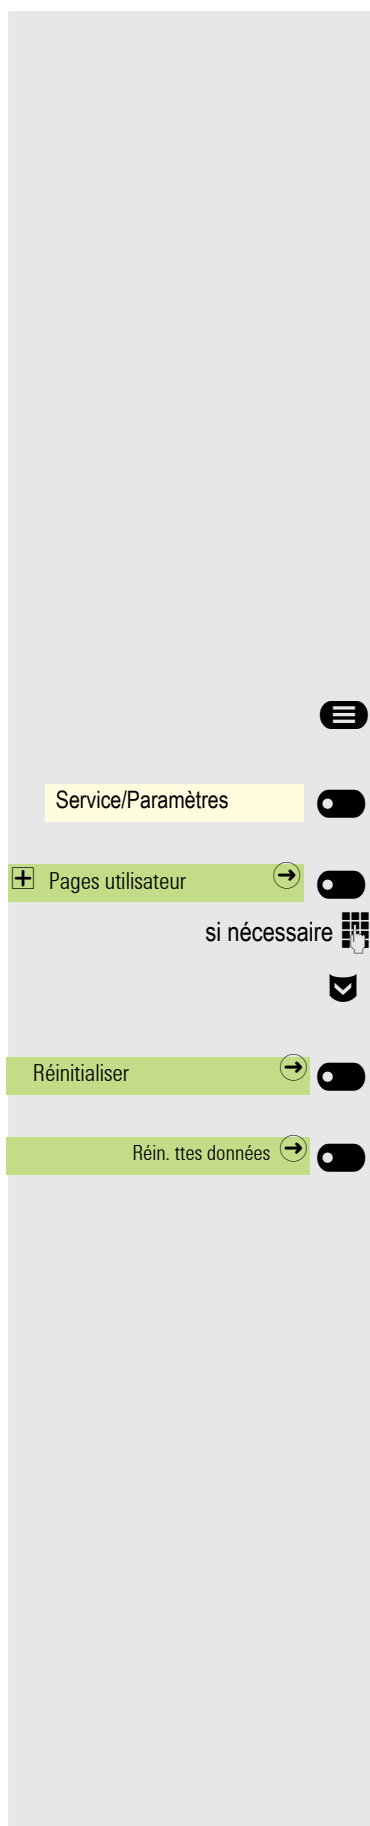 Service/Paramètres
Pages utilisateur
si nécessaire
Réinitialiser
Réin. ttes données